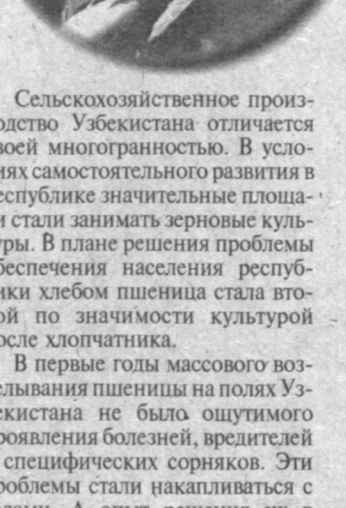 Сельскохозяйственное произ-
одство Узбекистана отличается
воей многогранностью. В усло-
иях самостоятельного развития в
еспублике значительные площа-
и стали занимать зерновые куль-
уры. В плане решения проблемы
беспечения населения респуб-
ики хлебом пшеница стала вто-
ой по значимости культурой
осле хлопчатника.
В первые годы массового воз-
елывания пшеницы на полях Уз-
екистана не было ощутимого
роявления болезней, вредителей
специфических сорняков. Эти
роблемы стали накапливаться с